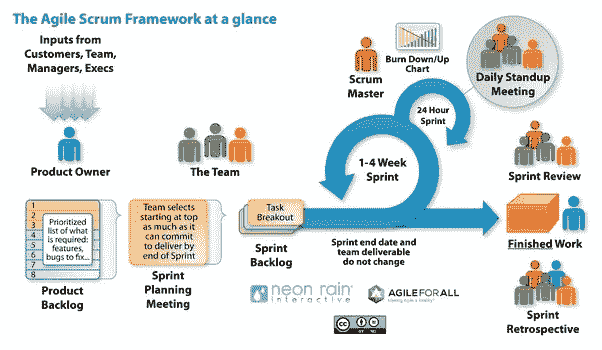 The Agile Scrum Framework at a glance
Inputs from
Customers, Team,
Managers, Execs
Product Owner
The Team
1
2
3
4
5
6
7
8
Prioritized
list of what
is required:
features,
bugs to fix...
Product
Backlog
Team selects
starting at top
as much as it
can commit
to deliver by
end of Sprint
Sprint
Planning
Meeting
Task
Breakout
Sprint
Backlog
Scrum
Master
Burn Down/Up
Chart
1-4 Week
Sprint
24 Hour
Sprint
Sprint end date and
team deliverable
do not change
Daily Standup
Meeting
Sprint Review
Finished Work
Sprint
Retrospective
neon rain
interactive
AGILE FOR ALL
cc